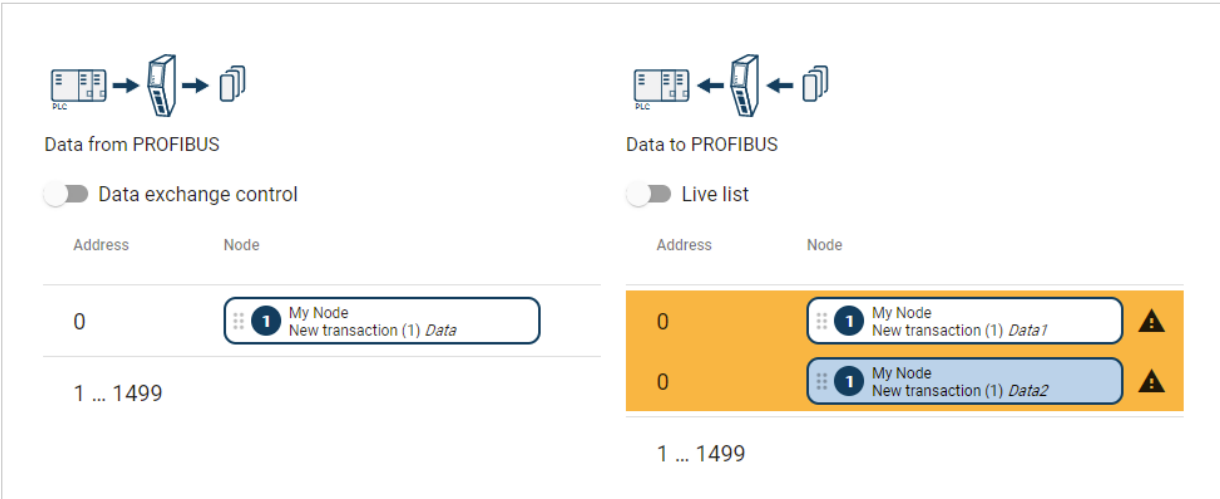 PLC
Data from PROFIBUS
Data exchange control
Address Node
0
1
My Node
New transaction (1) Data
1 ... 1499
PLC
Data to PROFIBUS
Live list
Address Node
0
1
My Node
New transaction (1) Data1
0
1
My Node
New transaction (1) Data2
1 ... 1499